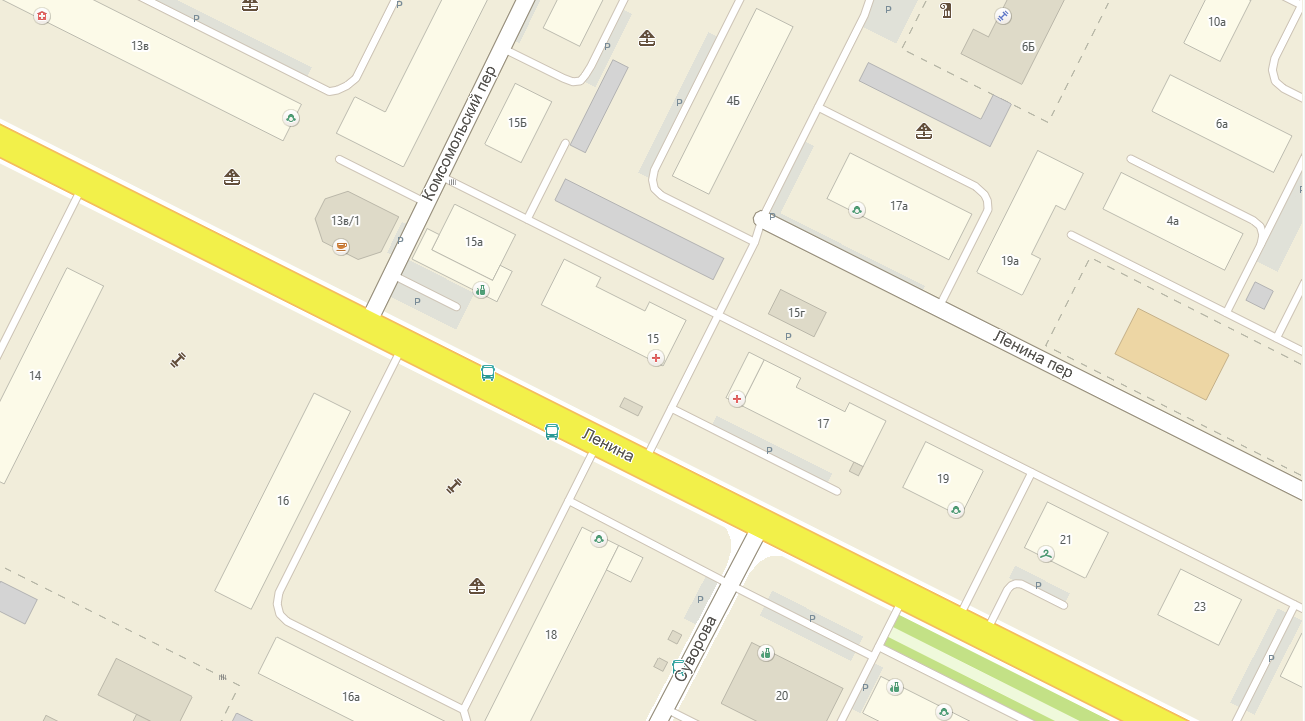 P
P
P
13в
10а
6Б
P
4Б
P
15Б
6а
Комсомольский пер
13в/1
P
15а
17а
P
4а
19а
P
15г
P
15
Ленина пер
14
17
Ленина
P
19
16
21
P
23
P
P
18
Суворова
P
P
20
16а